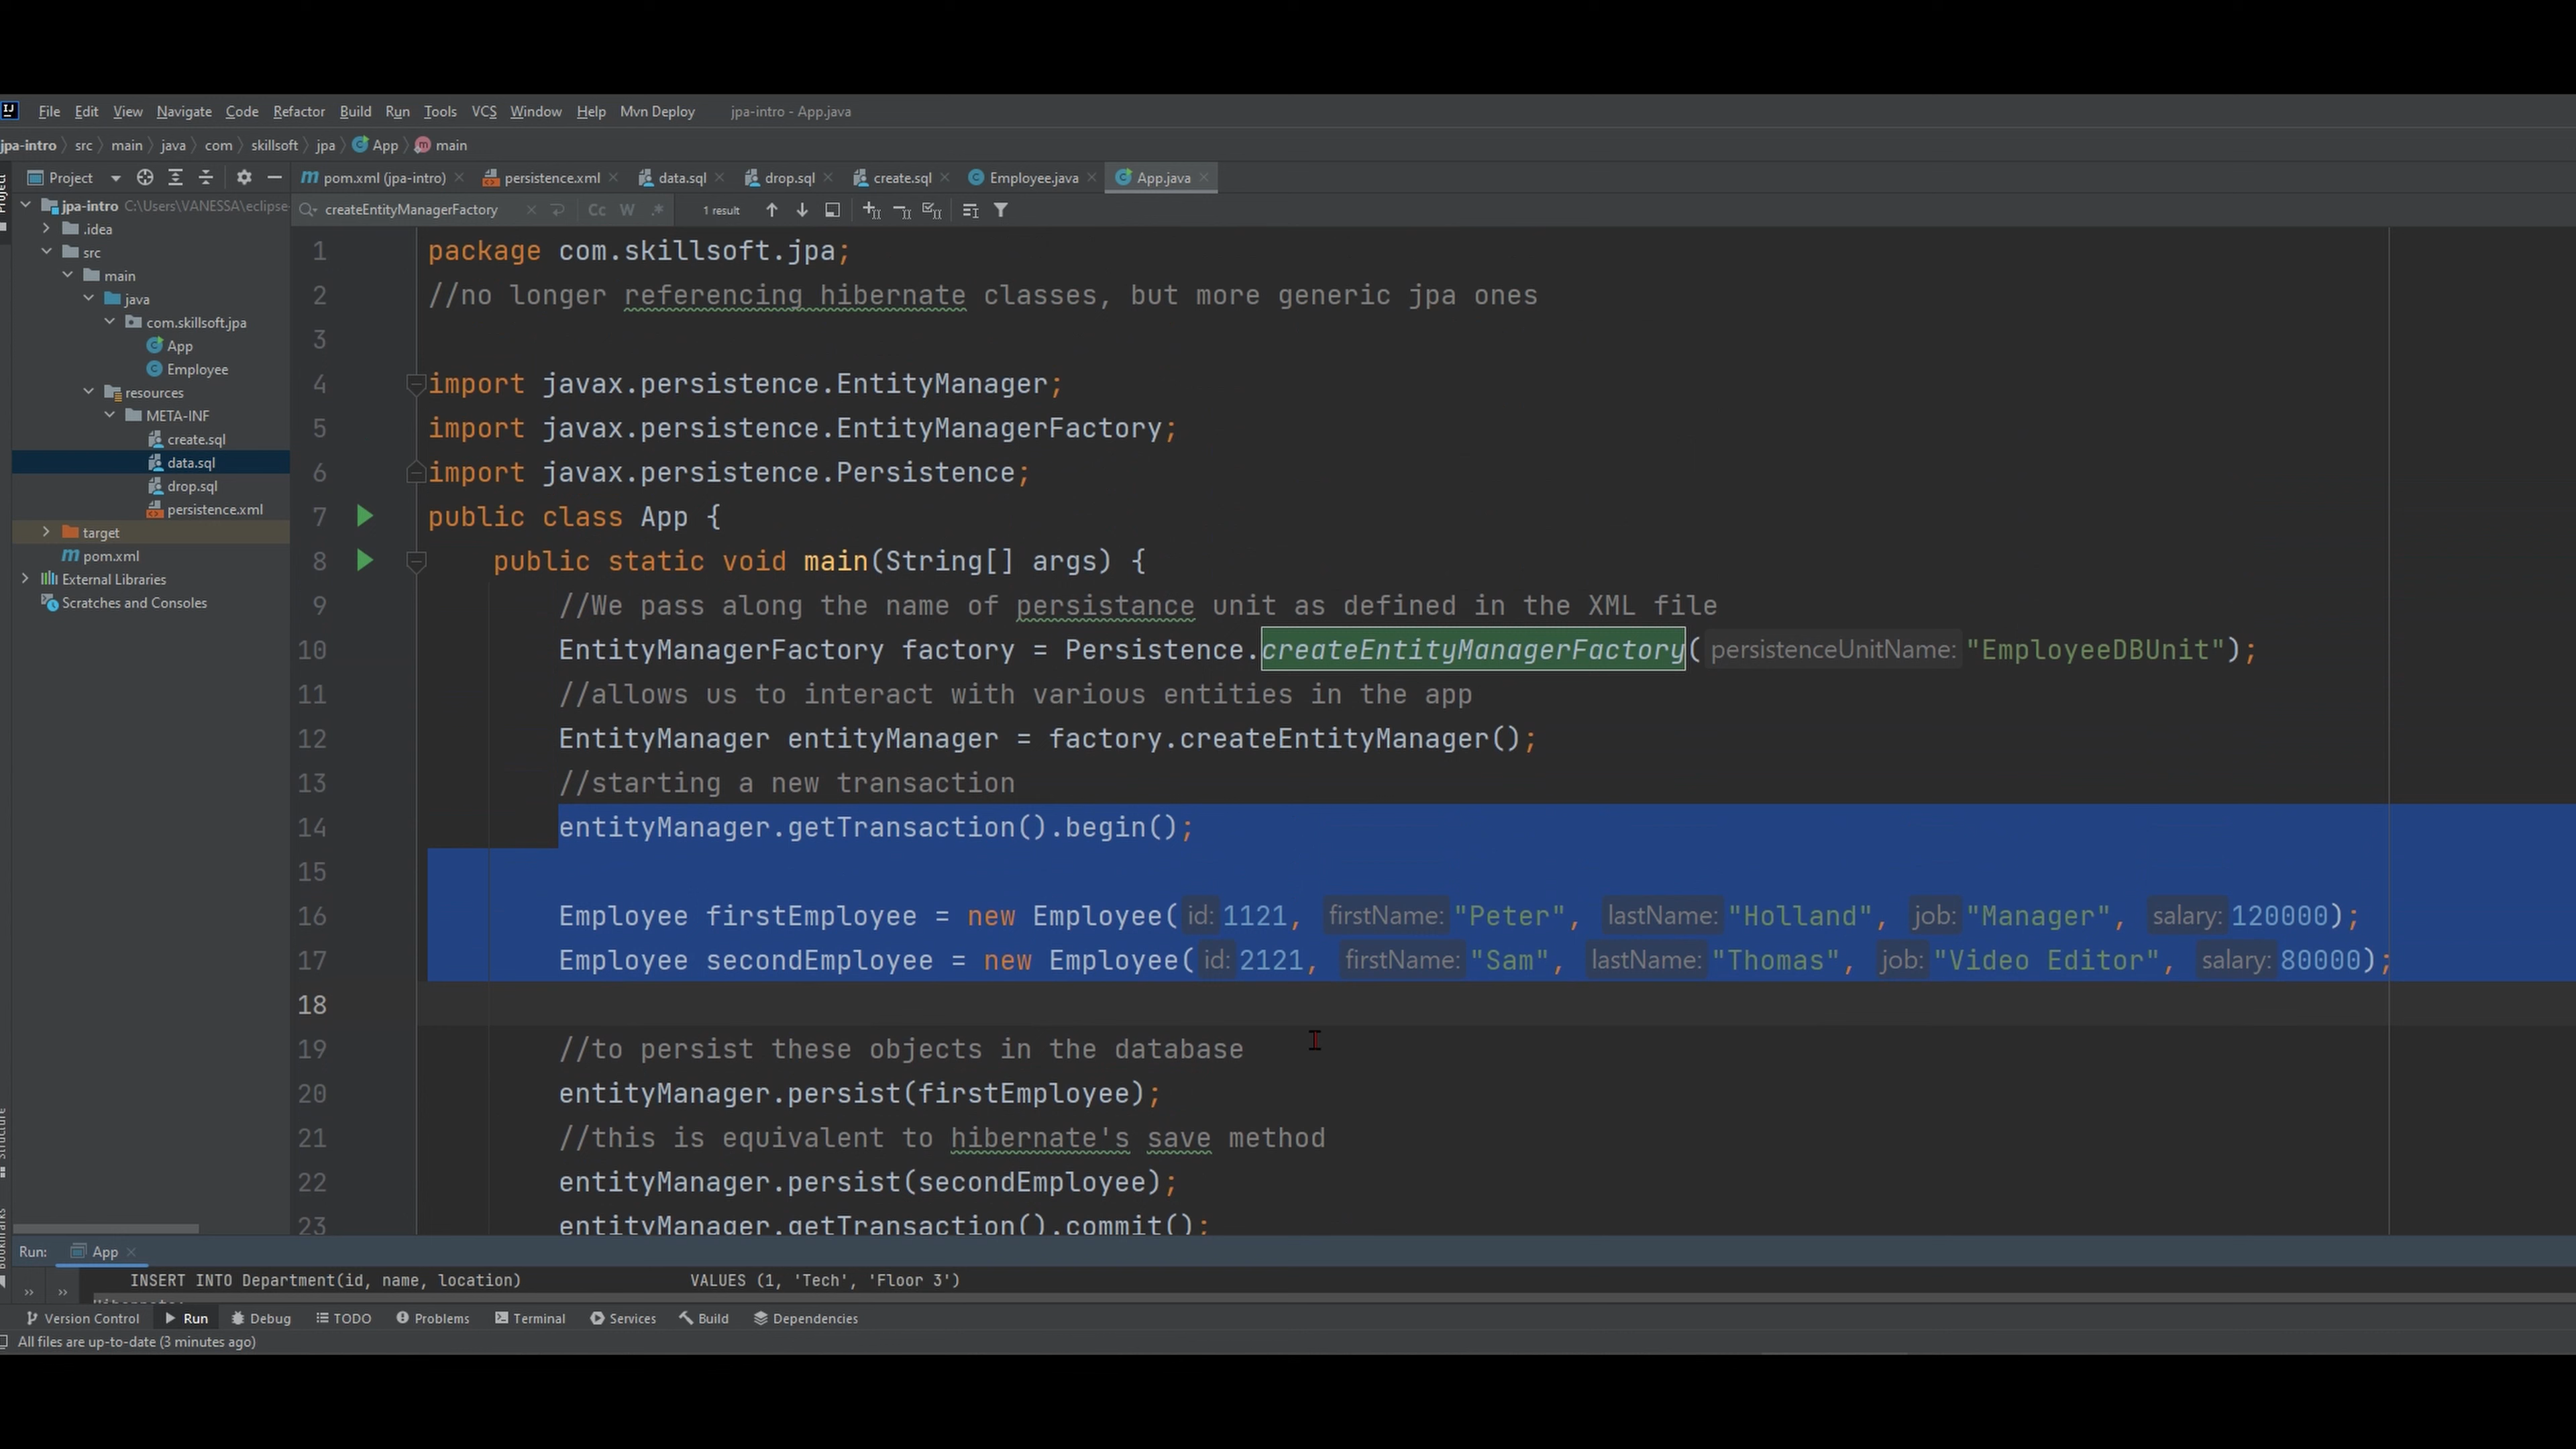 File Edit View Navigate Code Refactor Build Run Tools VCS Window Help Mvn Deploy jpa-intro - App.java
jpa-intro src main java com skillsoft jpa App main
Project
pom.xml (jpa-intro) persistence.xml data.sql drop.sql create.sql Employee.java App.java
jpa-intro C:\Users\VANESSA\eclipse-
createEntityManagerFactory Cc W .* 1 result
.idea
src
main
java
com.skillsoft.jpa
App
Employee
resources
META-INF
create.sql
data.sql
drop.sql
persistence.xml
target
pom.xml
External Libraries
Scratches and Consoles
1 package com.skillsoft.jpa;
2 //no longer referencing hibernate classes, but more generic jpa ones
3
4 import javax.persistence.EntityManager;
5 import javax.persistence.EntityManagerFactory;
6 import javax.persistence.Persistence;
7 public class App {
8 public static void main(String[] args) {
9 //We pass along the name of persistance unit as defined in the XML file
10 EntityManagerFactory factory = Persistence.createEntityManagerFactory( persistenceUnitName: "EmployeeDBUnit");
11 //allows us to interact with various entities in the app
12 EntityManager entityManager = factory.createEntityManager();
13 //starting a new transaction
14 entityManager.getTransaction().begin();
15
16 Employee firstEmployee = new Employee( id: 1121, firstName: "Peter", lastName: "Holland", job: "Manager", salary: 120000);
17 Employee secondEmployee = new Employee( id: 2121, firstName: "Sam", lastName: "Thomas", job: "Video Editor", salary: 80000);
18
19 //to persist these objects in the database
20 entityManager.persist(firstEmployee);
21 //this is equivalent to hibernate's save method
22 entityManager.persist(secondEmployee);
23 entityManager.getTransaction().commit();
Run: App
INSERT INTO Department(id, name, location) VALUES (1, 'Tech', 'Floor 3')
Version Control Run Debug TODO Problems Terminal Services Build Dependencies
All files are up-to-date (3 minutes ago)